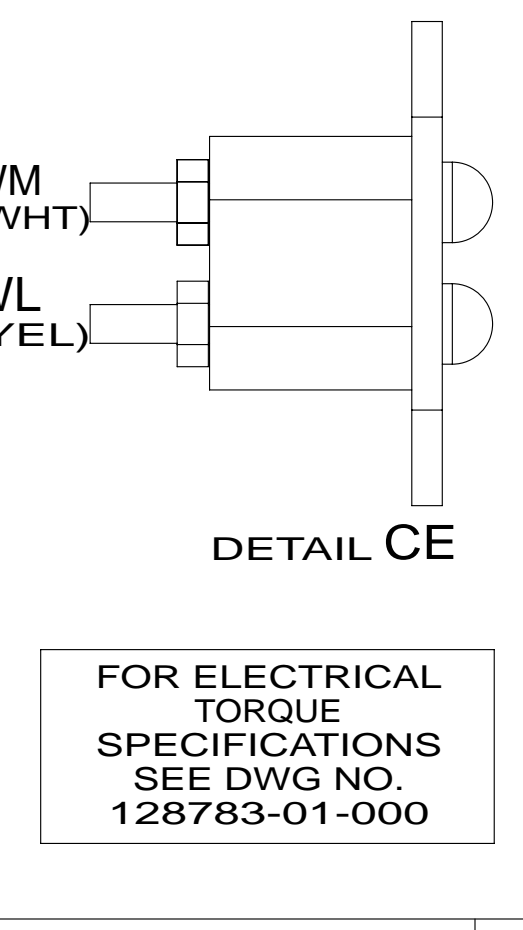 WHT)
YEL)
DETAIL CE
FOR ELECTRICAL
TORQUE
SPECIFICATIONS
SEE DWG NO.
128783-01-000